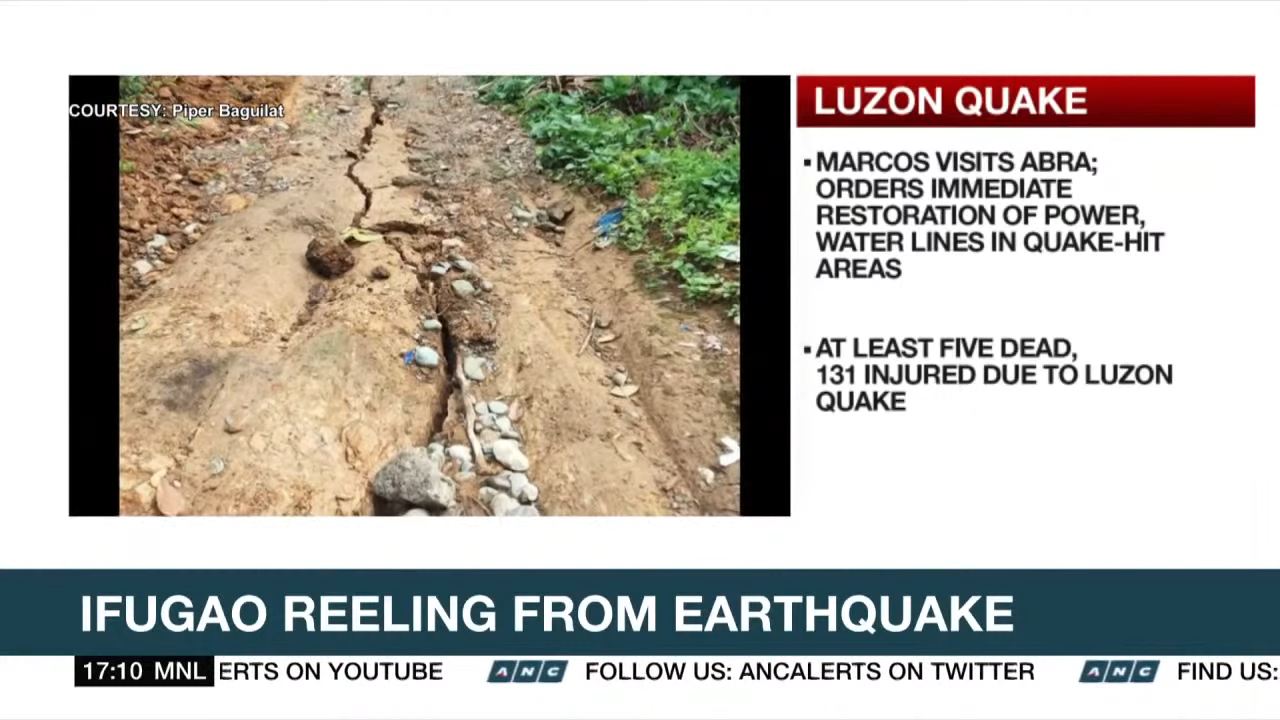 COURTESY: Piper Baguilat
LUZON QUAKE
▪MARCOS VISITS ABRA;
ORDERS IMMEDIATE
RESTORATION OF POWER,
WATER LINES IN QUAKE-HIT
AREAS
▪AT LEAST FIVE DEAD,
131 INJURED DUE TO LUZON
QUAKE
IFUGAO REELING FROM EARTHQUAKE
17:10 MNL ERTS ON YOUTUBE ANC FOLLOW US: ANCALERTS ON TWITTER ANC FIND US: